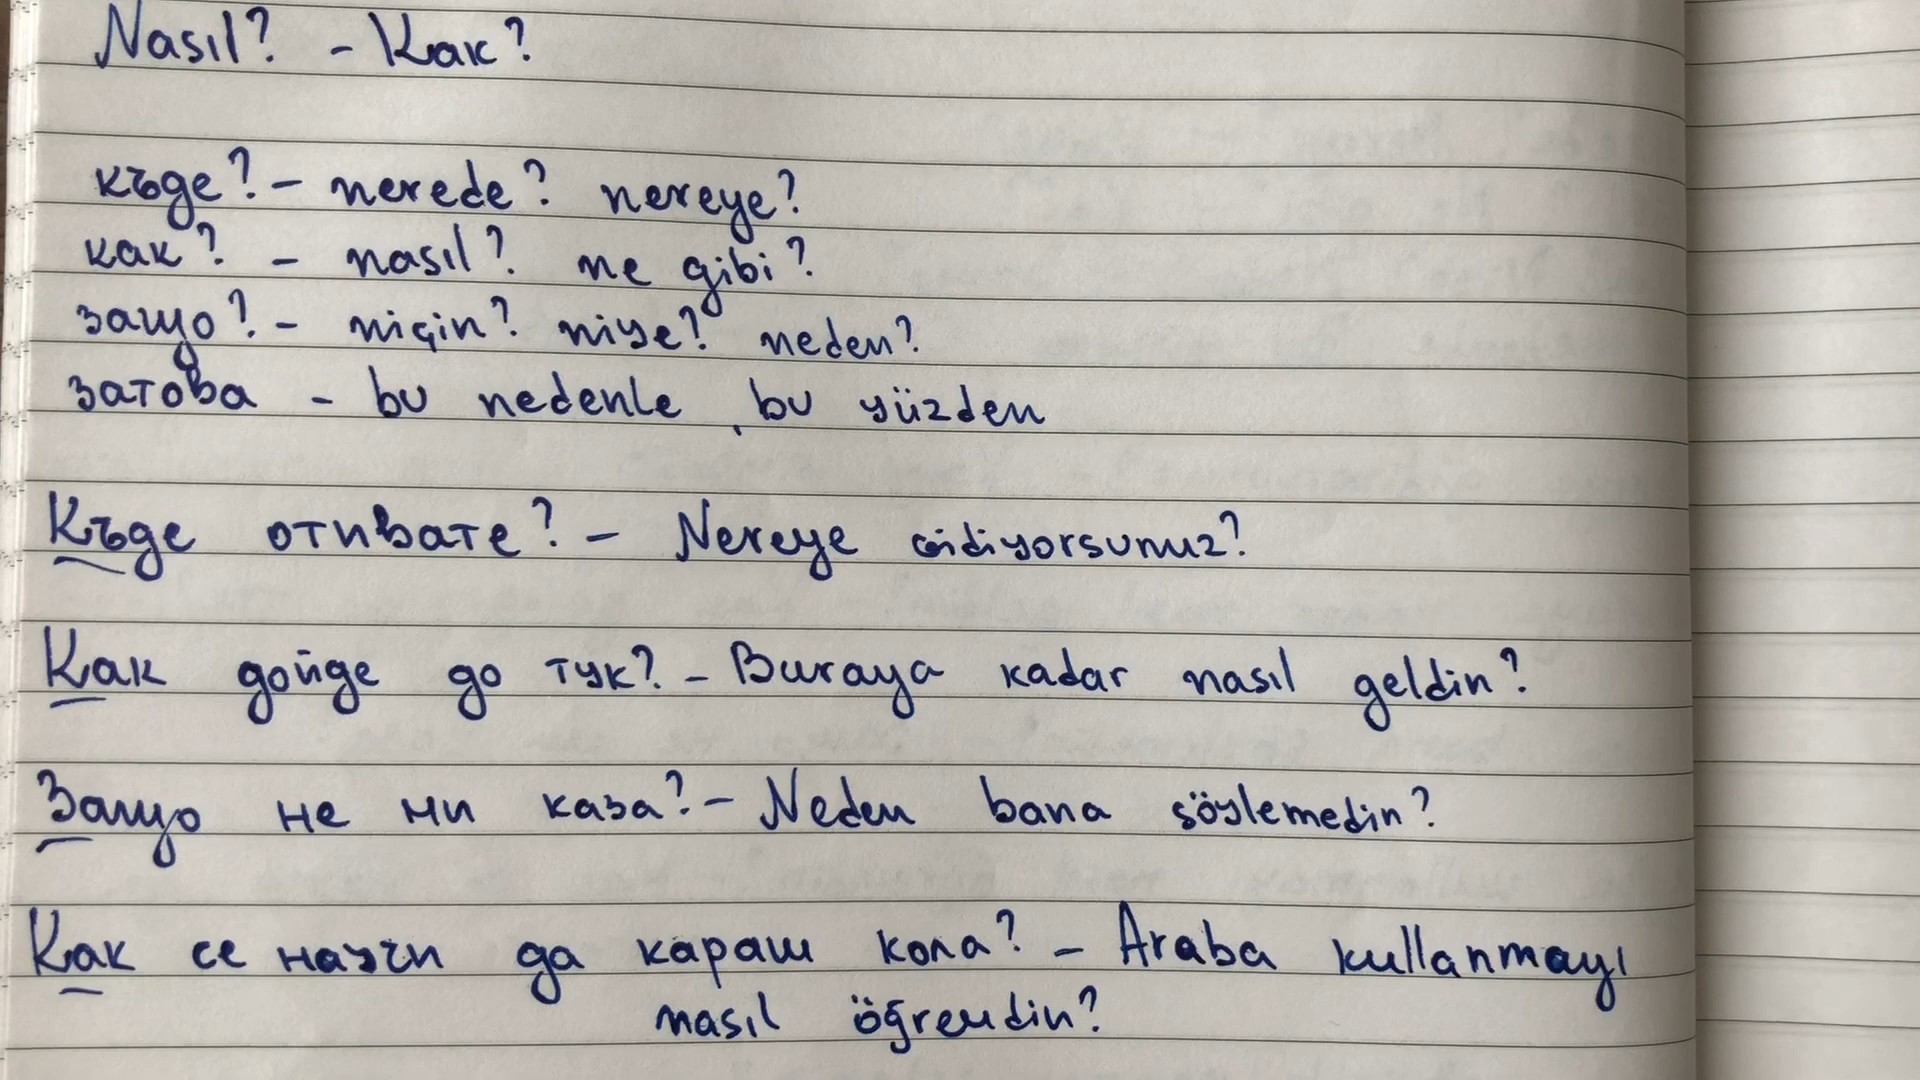 Nasıl? - Как?
къде? - nerede? nereye?
как? - nasıl? ne gibi?
защо? - niçin? niye? neden?
затова - bu nedenle, bu yüzden
Къде отивате? - Nereye gidiyorsunuz?
Как дойде до тук? - Buraya kadar nasıl geldin?
Защо не ми каза? - Neden bana söylemedin?
Как се научи да караш кола? - Araba kullanmayı
nasıl öğrendin?